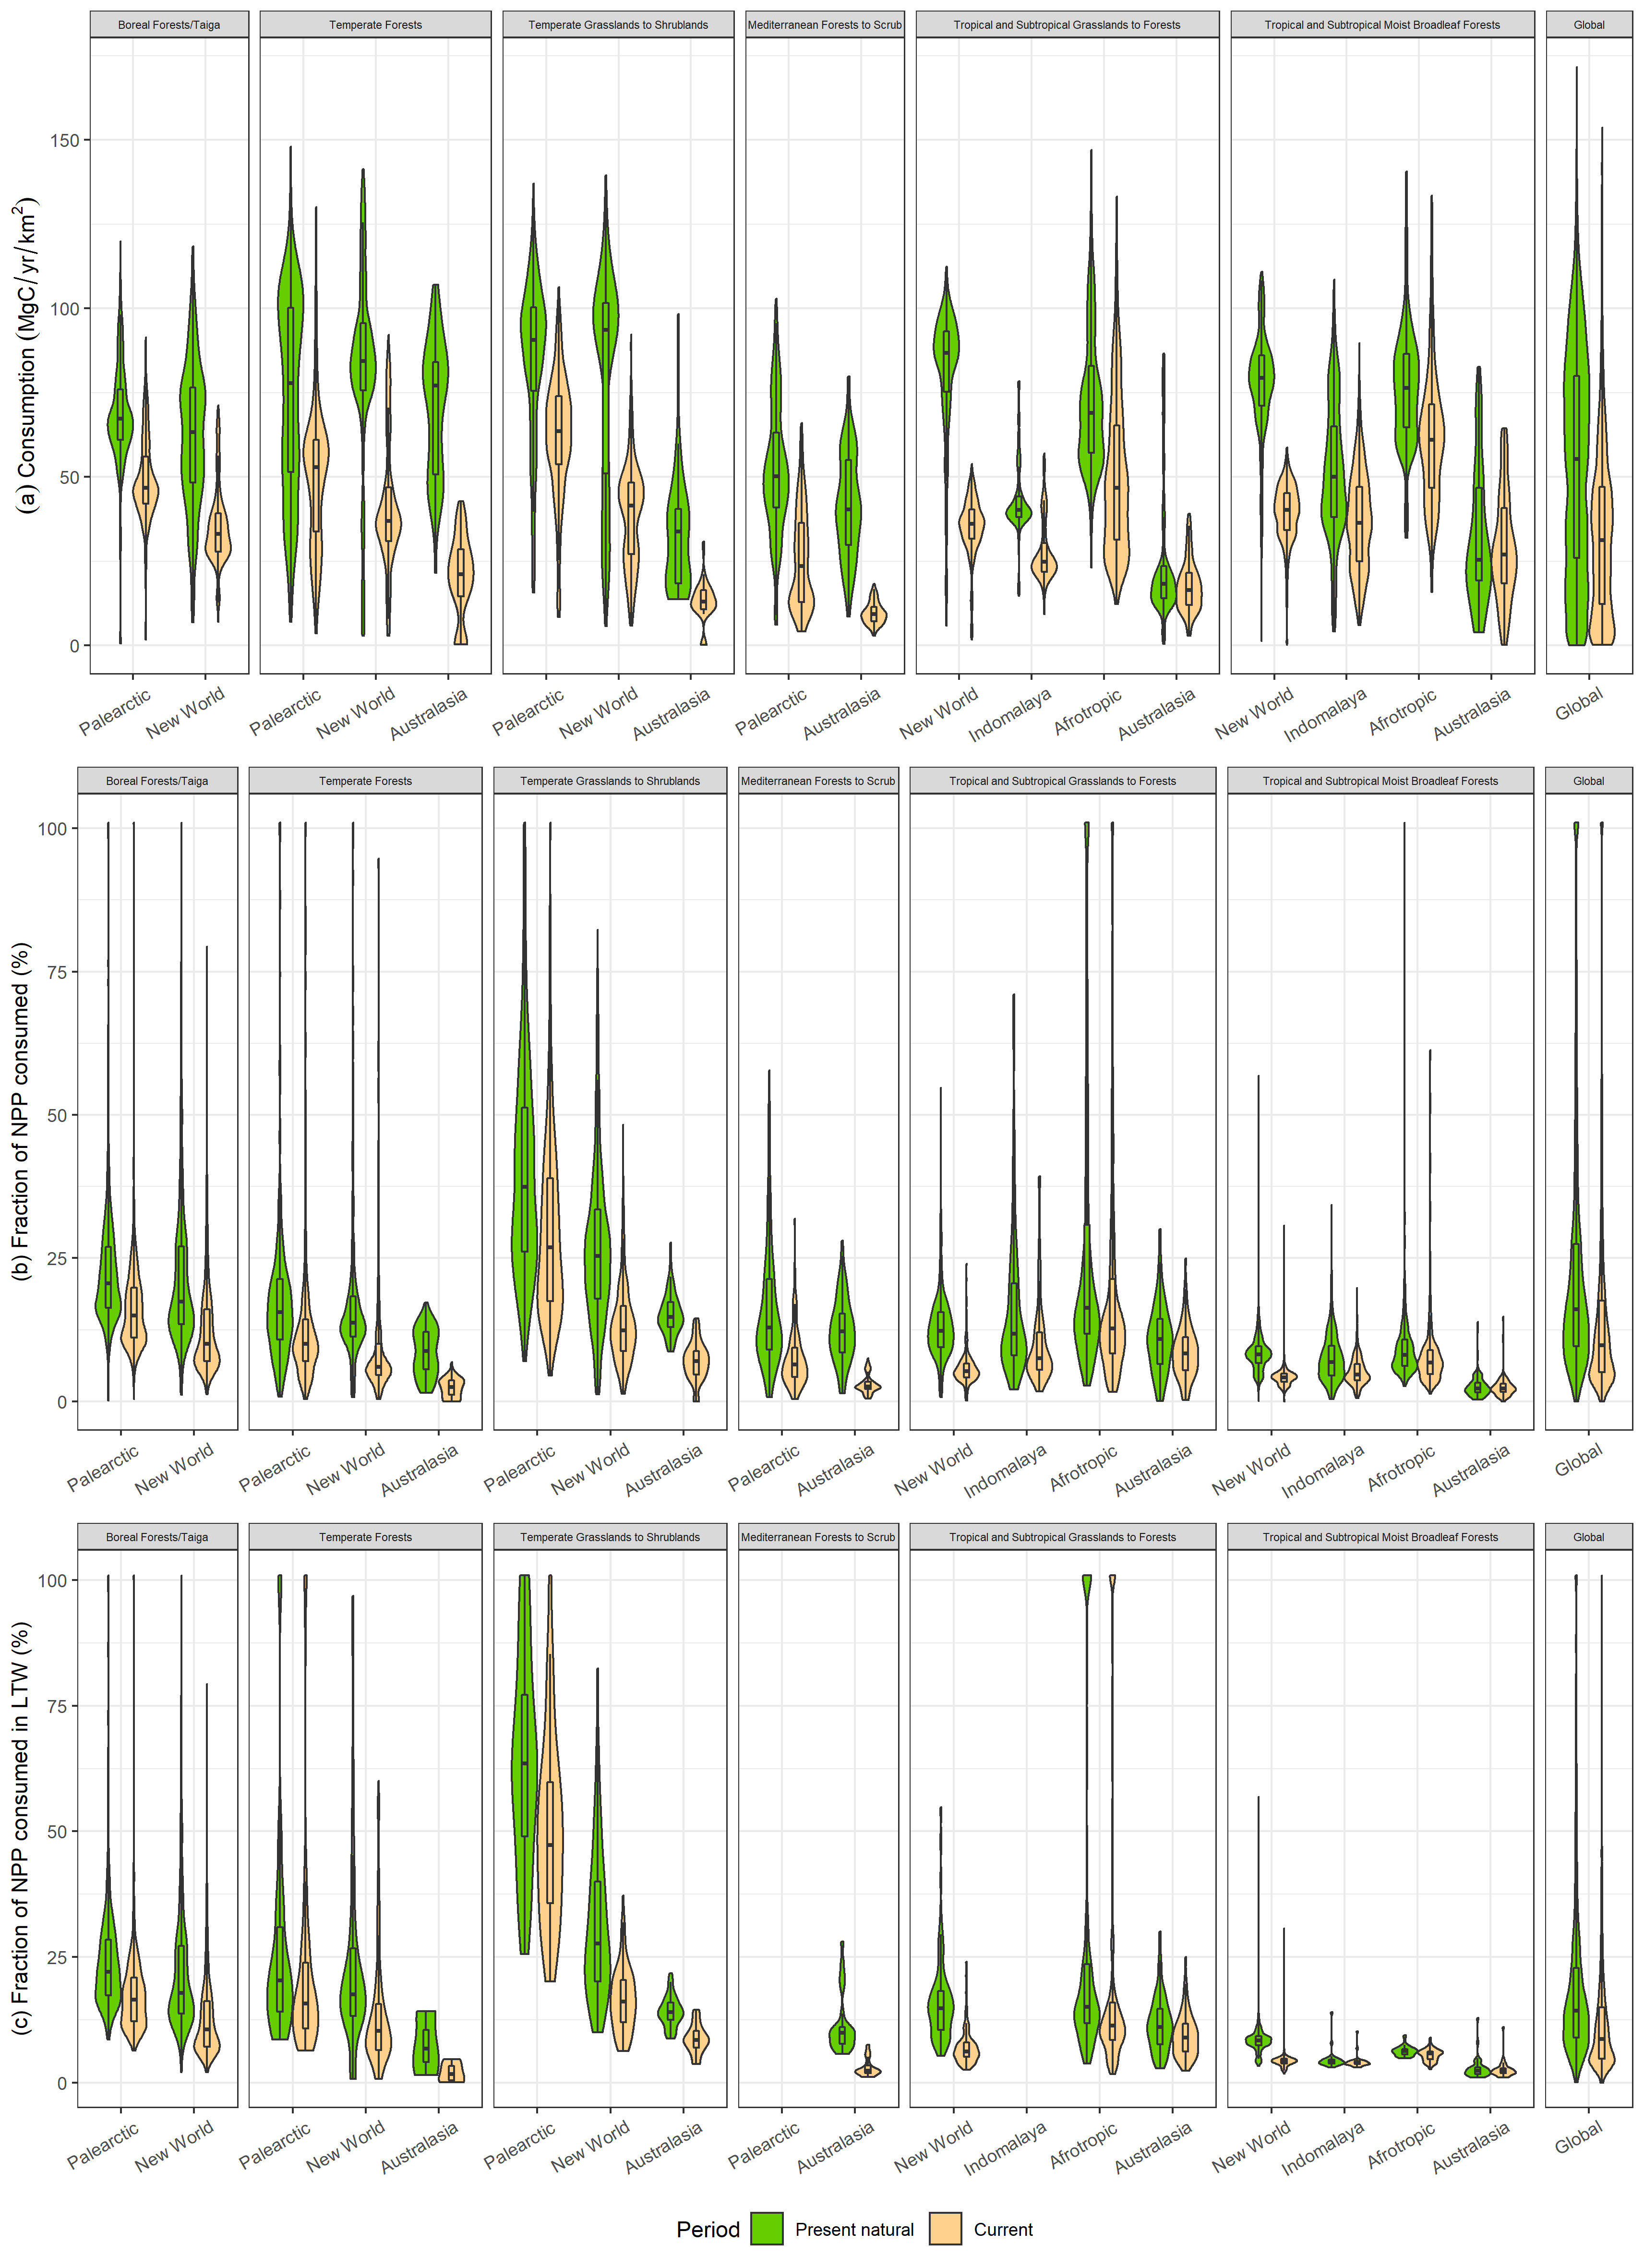 Boreal Forests/Taiga
Temperate Forests
Temperate Grasslands to Shrublands
Mediterranean Forests to Scrub
Tropical and Subtropical Grasslands to Forests
Tropical and Subtropical Moist Broadleaf Forests
Global
(a) Consumption (MgC/yr/km²)
150
100
50
0
Palearctic
New World
Palearctic
New World
Australasia
Palearctic
New World
Australasia
Palearctic
Australasia
New World
Indomalaya
Afrotropic
Australasia
New World
Indomalaya
Afrotropic
Australasia
Global
Boreal Forests/Taiga
Temperate Forests
Temperate Grasslands to Shrublands
Mediterranean Forests to Scrub
Tropical and Subtropical Grasslands to Forests
Tropical and Subtropical Moist Broadleaf Forests
Global
(b) Fraction of NPP consumed (%)
100
75
50
25
0
Palearctic
New World
Palearctic
New World
Australasia
Palearctic
New World
Australasia
Palearctic
Australasia
New World
Indomalaya
Afrotropic
Australasia
New World
Indomalaya
Afrotropic
Australasia
Global
Boreal Forests/Taiga
Temperate Forests
Temperate Grasslands to Shrublands
Mediterranean Forests to Scrub
Tropical and Subtropical Grasslands to Forests
Tropical and Subtropical Moist Broadleaf Forests
Global
(c) Fraction of NPP consumed in LTW (%)
100
75
50
25
0
Palearctic
New World
Palearctic
New World
Australasia
Palearctic
New World
Australasia
Palearctic
Australasia
New World
Indomalaya
Afrotropic
Australasia
New World
Indomalaya
Afrotropic
Australasia
Global
Period
Present natural
Current